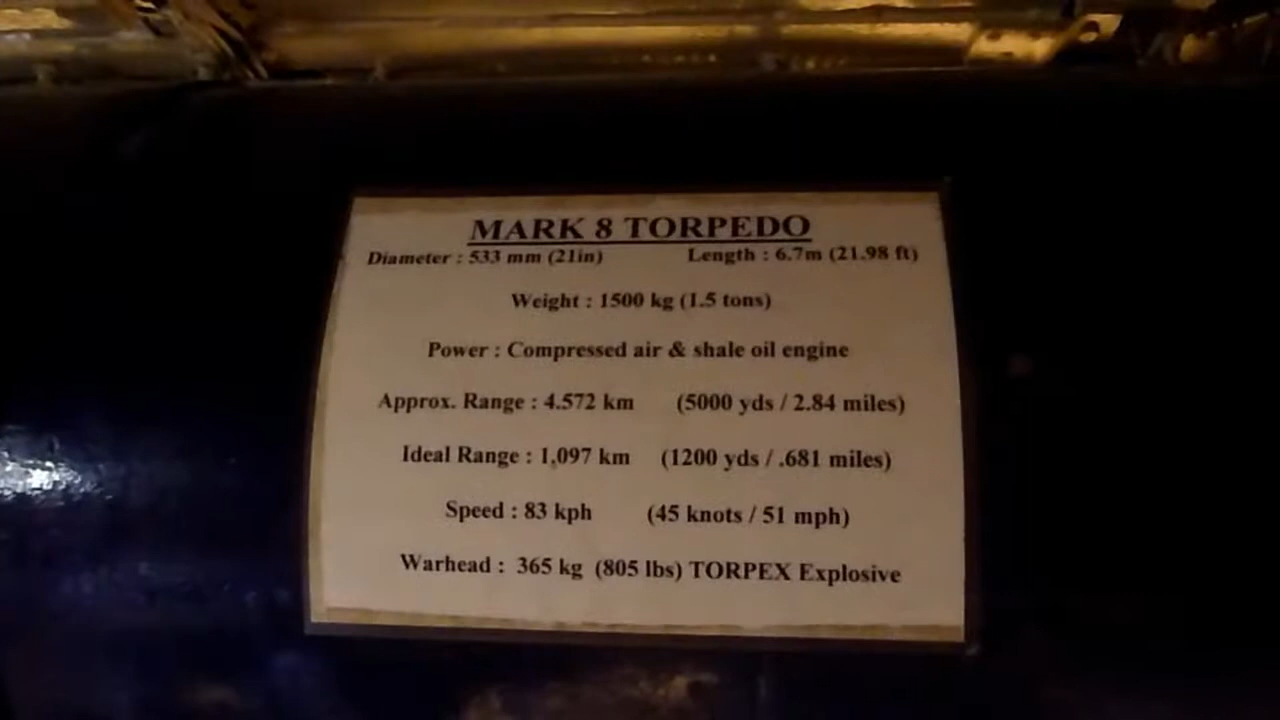 MARK 8 TORPEDO
Diameter : 533 mm (21in) Length : 6.7m (21.98 ft)
Weight : 1500 kg (1.5 tons)
Power : Compressed air & shale oil engine
Approx. Range : 4.572 km (5000 yds / 2.84 miles)
Ideal Range : 1,097 km (1200 yds / .681 miles)
Speed : 83 kph (45 knots / 51 mph)
Warhead : 365 kg (805 lbs) TORPEX Explosive